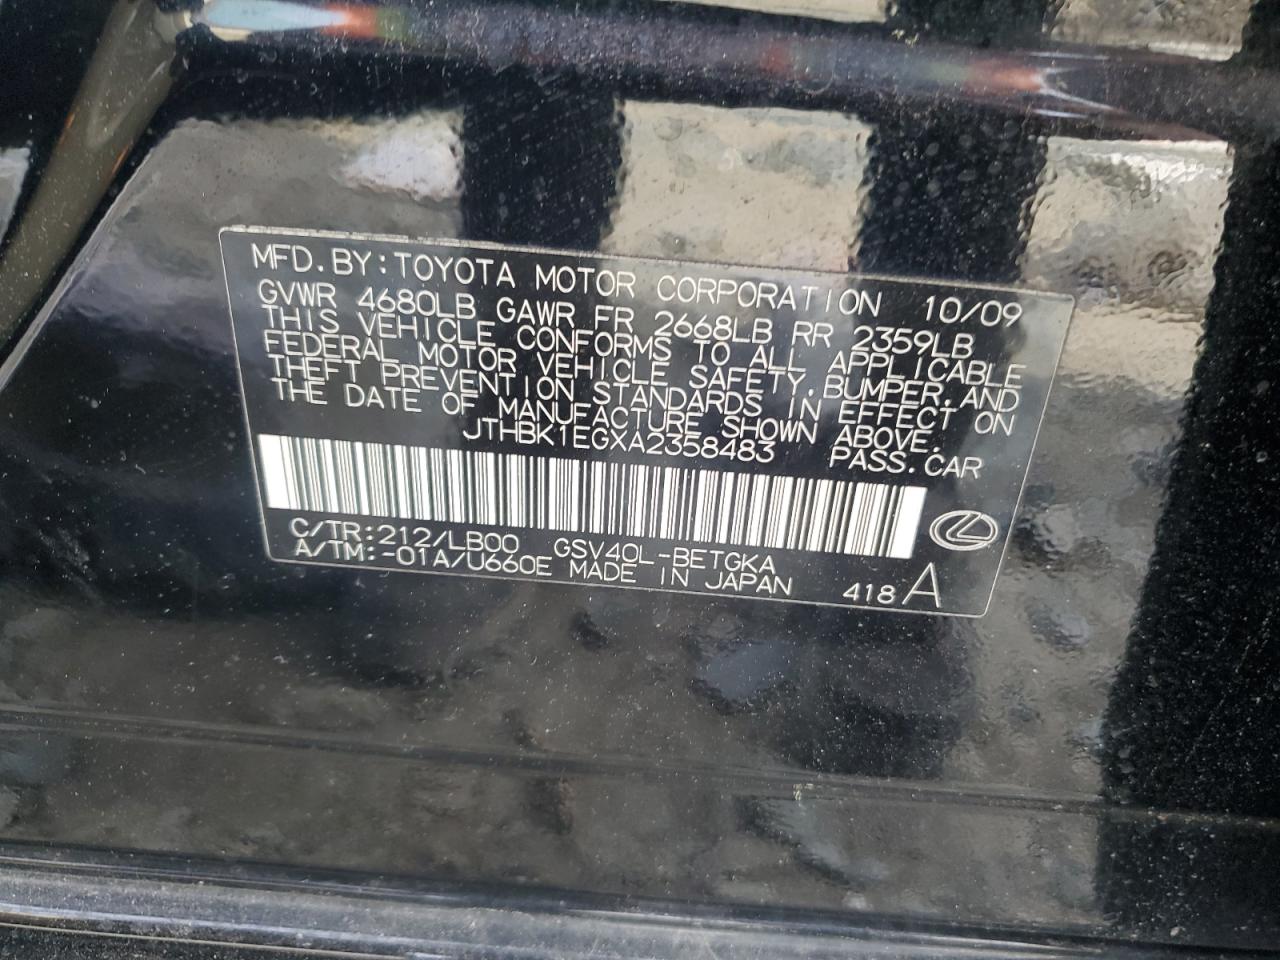 MFD.BY:TOYOTA MOTOR CORPORATION 10/09
GVWR 4680LB GAWR FR 2668LB RR 2359LB
THIS VEHICLE CONFORMS TO ALL APPLICABLE
FEDERAL MOTOR VEHICLE SAFETY,BUMPER,AND
THEFT PREVENTION STANDARDS IN EFFECT ON
THE DATE OF MANUFACTURE SHOWN ABOVE.
JTHBK1EGXA2358483 PASS.CAR
C/TR:212/LB00 GSV40L-BETGKA
A/TM:-01A/U660E MADE IN JAPAN 418 A